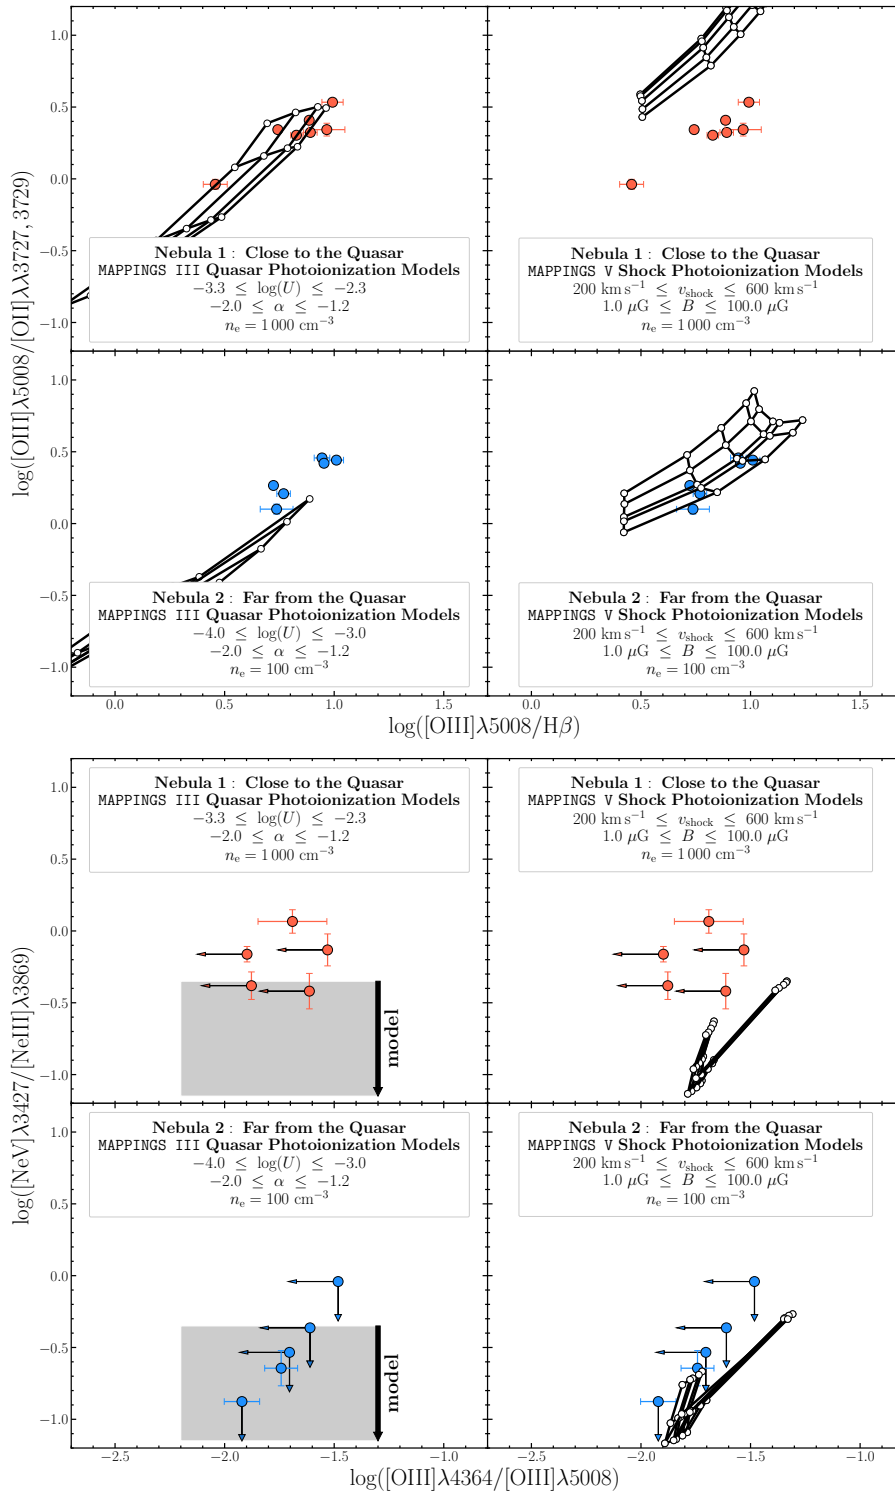 1.0
0.5
0.0
−0.5
−1.0
Nebula 1 : Close to the Quasar
MAPPINGS III Quasar Photoionization Models
−3.3 ≤ log(U) ≤ −2.3
−2.0 ≤ α ≤ −1.2
nₑ = 1 000 cm⁻³
Nebula 1 : Close to the Quasar
MAPPINGS V Shock Photoionization Models
200 km s⁻¹ ≤ v_shock ≤ 600 km s⁻¹
1.0 μG ≤ B ≤ 100.0 μG
nₑ = 1 000 cm⁻³
log([OIII]λ5008/[OII]λλ3727, 3729)
1.0
0.5
0.0
−0.5
−1.0
Nebula 2 : Far from the Quasar
MAPPINGS III Quasar Photoionization Models
−4.0 ≤ log(U) ≤ −3.0
−2.0 ≤ α ≤ −1.2
nₑ = 100 cm⁻³
Nebula 2 : Far from the Quasar
MAPPINGS V Shock Photoionization Models
200 km s⁻¹ ≤ v_shock ≤ 600 km s⁻¹
1.0 μG ≤ B ≤ 100.0 μG
nₑ = 100 cm⁻³
0.0 0.5 1.0 1.5 0.0 0.5 1.0 1.5
log([OIII]λ5008/Hβ)
1.0
0.5
0.0
−0.5
−1.0
Nebula 1 : Close to the Quasar
MAPPINGS III Quasar Photoionization Models
−3.3 ≤ log(U) ≤ −2.3
−2.0 ≤ α ≤ −1.2
nₑ = 1 000 cm⁻³
model
Nebula 1 : Close to the Quasar
MAPPINGS V Shock Photoionization Models
200 km s⁻¹ ≤ v_shock ≤ 600 km s⁻¹
1.0 μG ≤ B ≤ 100.0 μG
nₑ = 1 000 cm⁻³
log([NeV]λ3427/[NeIII]λ3869)
1.0
0.5
0.0
−0.5
−1.0
Nebula 2 : Far from the Quasar
MAPPINGS III Quasar Photoionization Models
−4.0 ≤ log(U) ≤ −3.0
−2.0 ≤ α ≤ −1.2
nₑ = 100 cm⁻³
model
Nebula 2 : Far from the Quasar
MAPPINGS V Shock Photoionization Models
200 km s⁻¹ ≤ v_shock ≤ 600 km s⁻¹
1.0 μG ≤ B ≤ 100.0 μG
nₑ = 100 cm⁻³
−2.5 −2.0 −1.5 −1.0 −2.5 −2.0 −1.5 −1.0
log([OIII]λ4364/[OIII]λ5008)